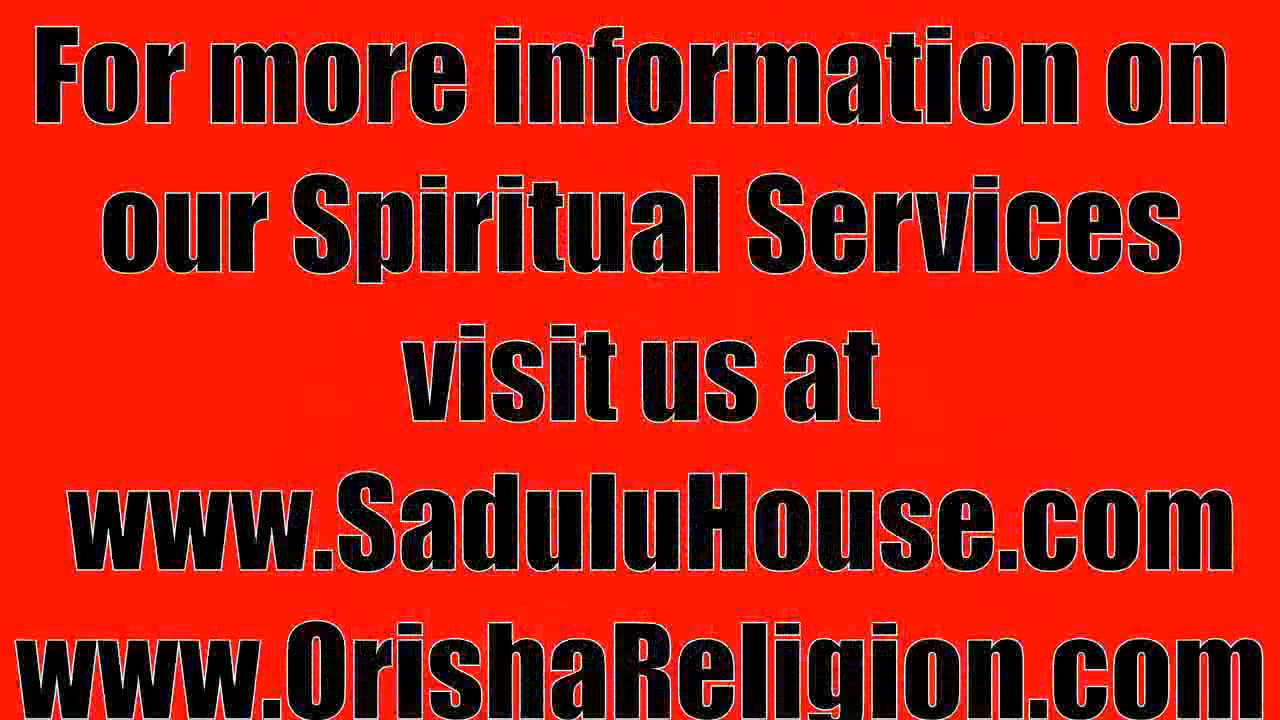 For more information on
our Spiritual Services
visit us at
www.SaduluHouse.com
www.OrishaReligion.com